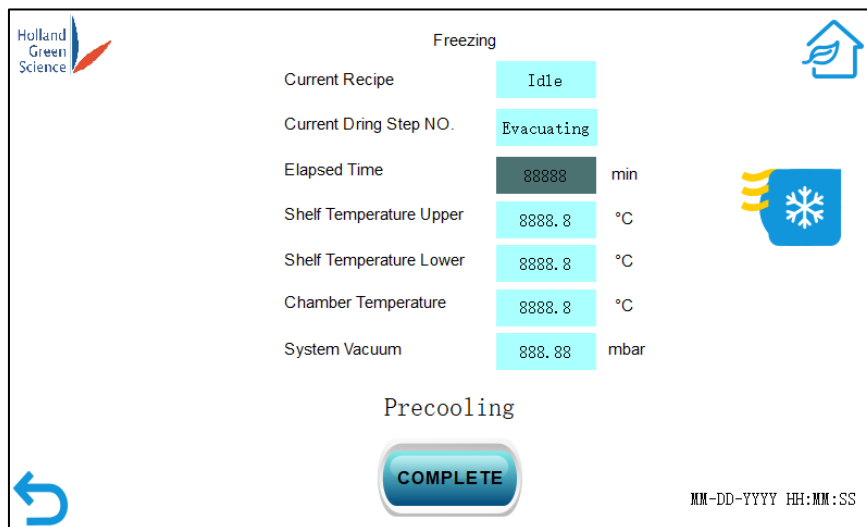 Holland
Green
Science
Freezing
Current Recipe Idle
Current Dring Step NO. Evacuating
Elapsed Time 88888 min
Shelf Temperature Upper 8888.8 °C
Shelf Temperature Lower 8888.8 °C
Chamber Temperature 8888.8 °C
System Vacuum 888.88 mbar
Precooling
COMPLETE
MM-DD-YYYY HH:MM:SS